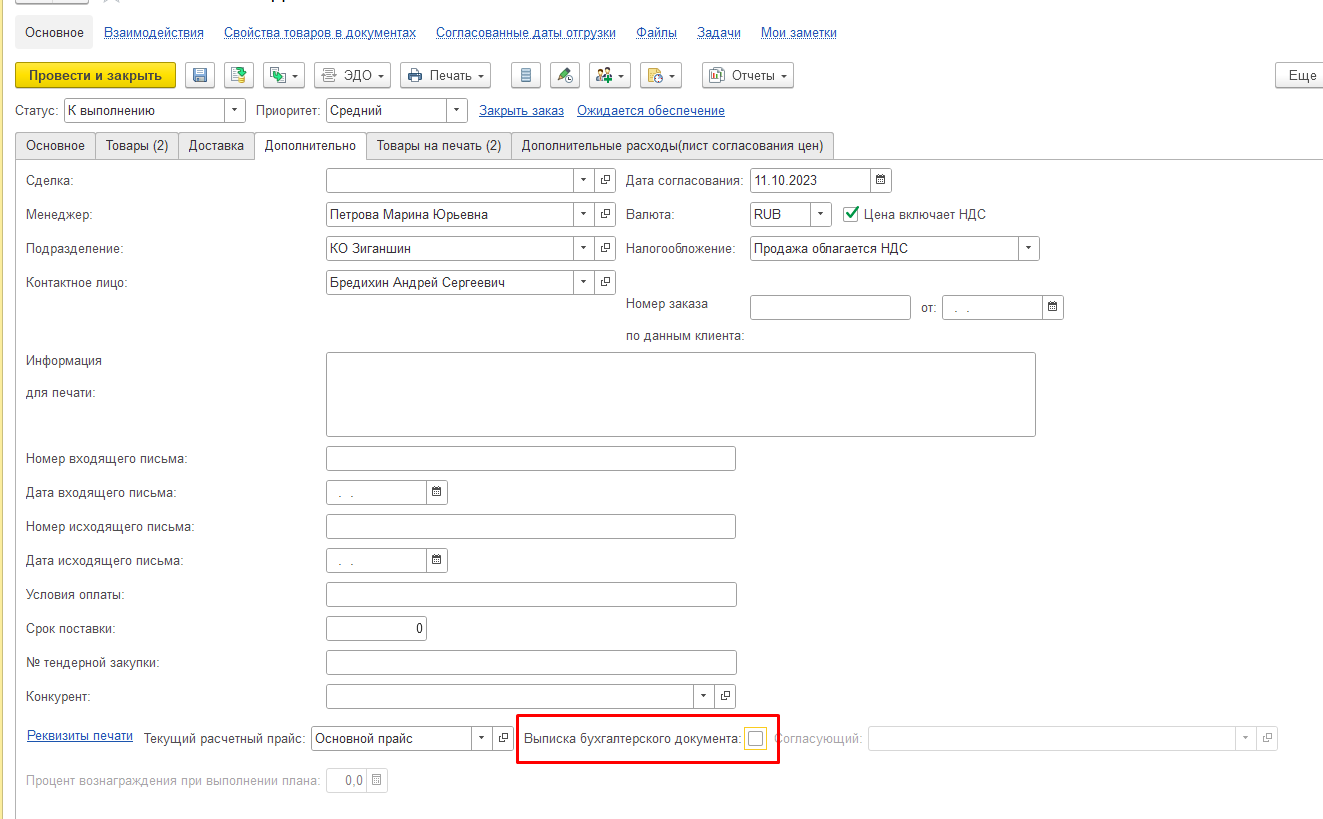 Основное Взаимодействия Свойства товаров в документах Согласованные даты отгрузки Файлы Задачи Мои заметки
Провести и закрыть ЭДО Печать Отчеты Еще
Статус: К выполнению Приоритет: Средний Закрыть заказ Ожидается обеспечение
Основное Товары (2) Доставка Дополнительно Товары на печать (2) Дополнительные расходы(лист согласования цен)
Сделка: Дата согласования: 11.10.2023
Менеджер: Петрова Марина Юрьевна Валюта: RUB Цена включает НДС
Подразделение: КО Зиганшин Налогообложение: Продажа облагается НДС
Контактное лицо: Бредихин Андрей Сергеевич
Номер заказа
по данным клиента: от: . .
Информация
для печати:
Номер входящего письма:
Дата входящего письма: . .
Номер исходящего письма:
Дата исходящего письма: . .
Условия оплаты:
Срок поставки: 0
№ тендерной закупки:
Конкурент:
Реквизиты печати Текущий расчетный прайс: Основной прайс Выписка бухгалтерского документа: Согласующий:
Процент вознаграждения при выполнении плана: 0,0